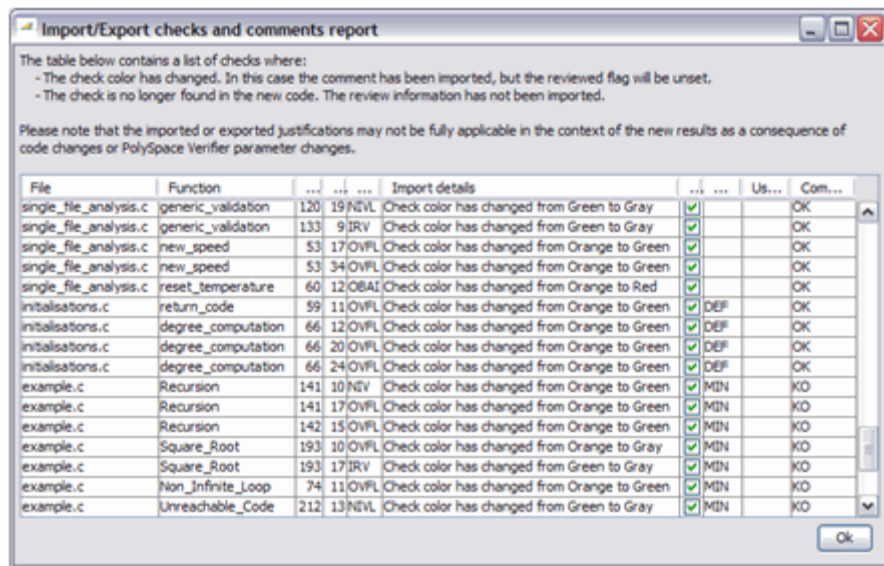 Import/Export checks and comments report
The table below contains a list of checks where:
- The check color has changed. In this case the comment has been imported, but the reviewed flag will be unset.
- The check is no longer found in the new code. The review information has not been imported.
Please note that the imported or exported justifications may not be fully applicable in the context of the new results as a consequence of
code changes or PolySpace Verifier parameter changes.
File Function ... ... ... Import details ... ... Us... Com...
single_file_analysis.c generic_validation 120 19 NIVL Check color has changed from Green to Gray OK
single_file_analysis.c generic_validation 133 9 IRV Check color has changed from Green to Gray OK
single_file_analysis.c new_speed 53 17 OVFL Check color has changed from Orange to Green OK
single_file_analysis.c new_speed 53 34 OVFL Check color has changed from Orange to Green OK
single_file_analysis.c reset_temperature 60 12 OBAI Check color has changed from Orange to Red OK
initialisations.c return_code 59 11 OVFL Check color has changed from Orange to Green DEF OK
initialisations.c degree_computation 66 12 OVFL Check color has changed from Orange to Green DEF OK
initialisations.c degree_computation 66 20 OVFL Check color has changed from Orange to Green DEF OK
initialisations.c degree_computation 66 24 OVFL Check color has changed from Orange to Green DEF OK
example.c Recursion 141 10 NIV Check color has changed from Orange to Green MIN KO
example.c Recursion 141 17 OVFL Check color has changed from Orange to Green MIN KO
example.c Recursion 142 15 OVFL Check color has changed from Orange to Green MIN KO
example.c Square_Root 193 10 OVFL Check color has changed from Orange to Gray MIN KO
example.c Square_Root 193 17 IRV Check color has changed from Green to Gray MIN KO
example.c Non_Infinite_Loop 74 11 OVFL Check color has changed from Orange to Green MIN KO
example.c Unreachable_Code 212 13 NIVL Check color has changed from Green to Gray MIN KO
Ok